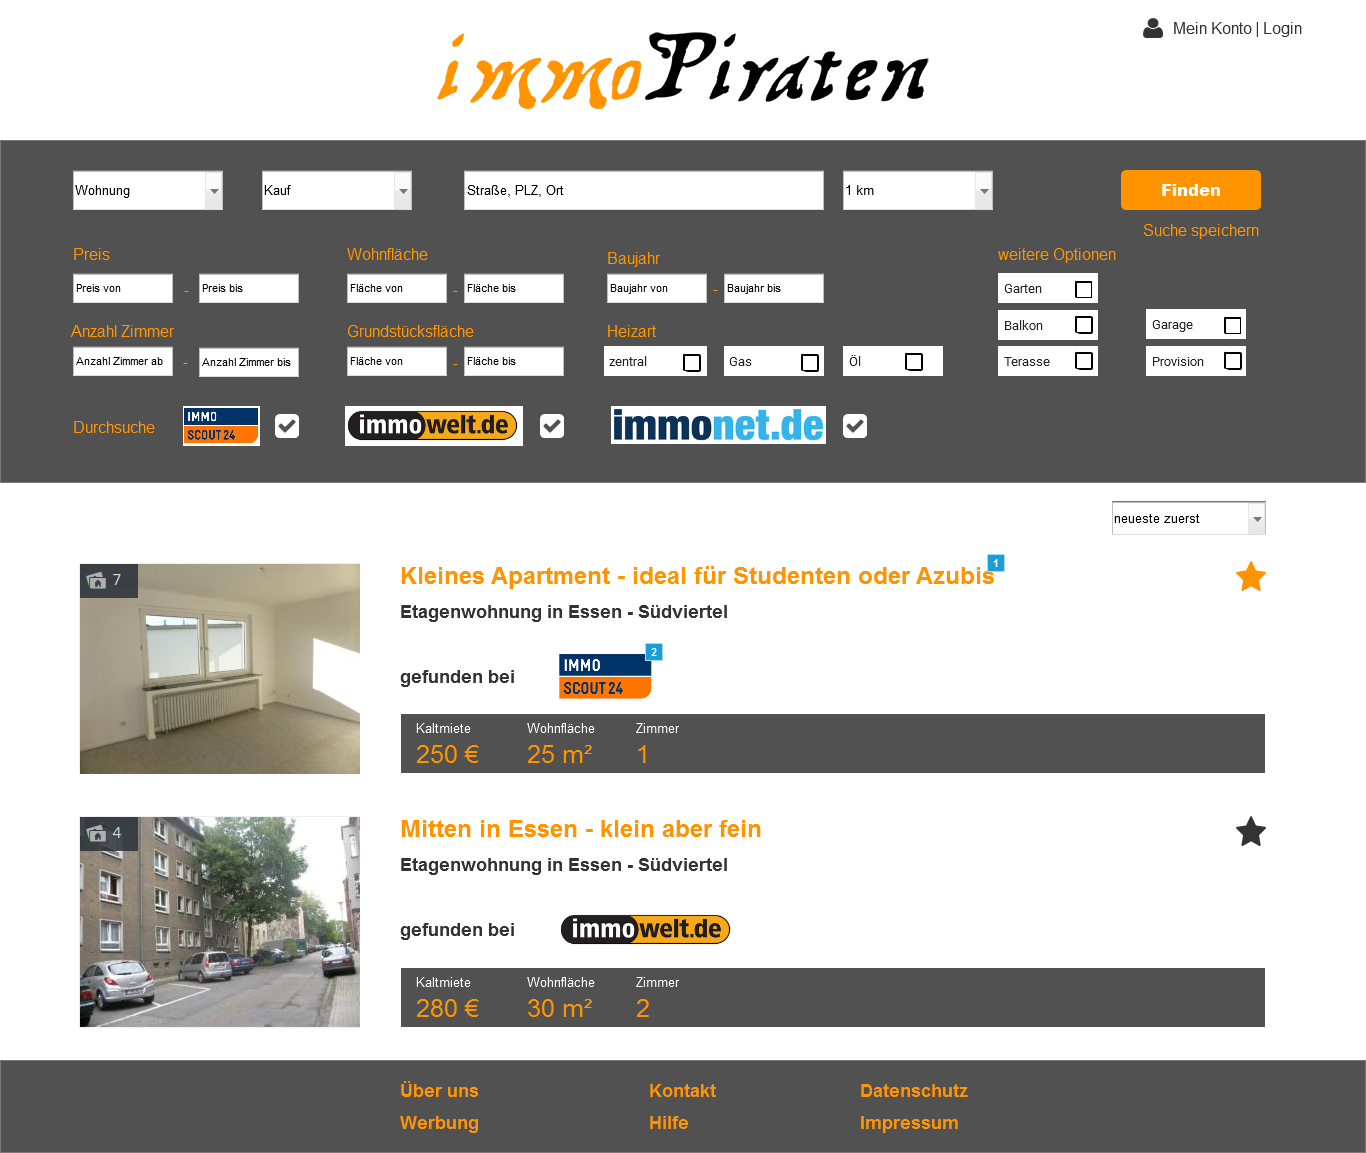 Mein Konto | Login
immoPiraten
Wohnung
Kauf
Straße, PLZ, Ort
1 km
Finden
Suche speichern
Preis
Wohnfläche
Baujahr
weitere Optionen
Preis von - Preis bis
Fläche von - Fläche bis
Baujahr von - Baujahr bis
Garten
Balkon
Garage
Anzahl Zimmer
Grundstücksfläche
Heizart
Anzahl Zimmer ab - Anzahl Zimmer bis
Fläche von - Fläche bis
zentral
Gas
Öl
Terasse
Provision
Durchsuche
IMMO
SCOUT24
immowelt.de
immonet.de
neueste zuerst
7
Kleines Apartment - ideal für Studenten oder Azubis
1
Etagenwohnung in Essen - Südviertel
gefunden bei
IMMO
SCOUT24
2
Kaltmiete Wohnfläche Zimmer
250 € 25 m² 1
4
Mitten in Essen - klein aber fein
Etagenwohnung in Essen - Südviertel
gefunden bei
immowelt.de
Kaltmiete Wohnfläche Zimmer
280 € 30 m² 2
Über uns Kontakt Datenschutz
Werbung Hilfe Impressum